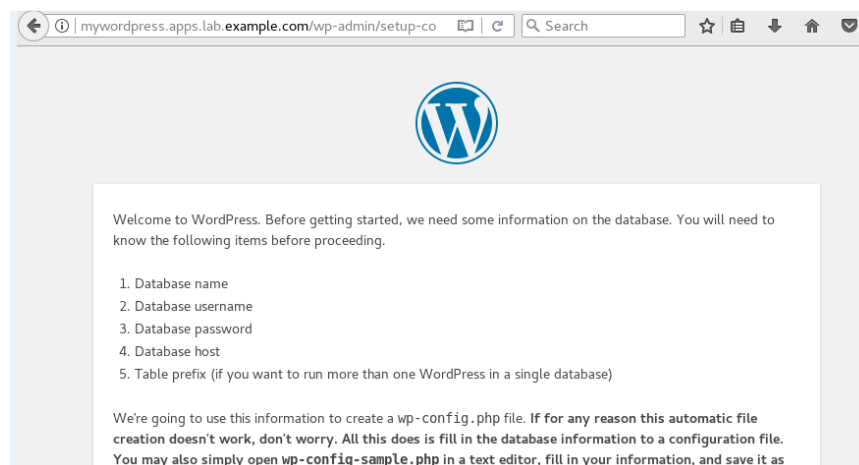 mywordpress.apps.lab.example.com/wp-admin/setup-co Search
Welcome to WordPress. Before getting started, we need some information on the database. You will need to
know the following items before proceeding.
1. Database name
2. Database username
3. Database password
4. Database host
5. Table prefix (if you want to run more than one WordPress in a single database)
We're going to use this information to create a wp-config.php file. If for any reason this automatic file
creation doesn't work, don't worry. All this does is fill in the database information to a configuration file.
You may also simply open wp-config-sample.php in a text editor, fill in your information, and save it as